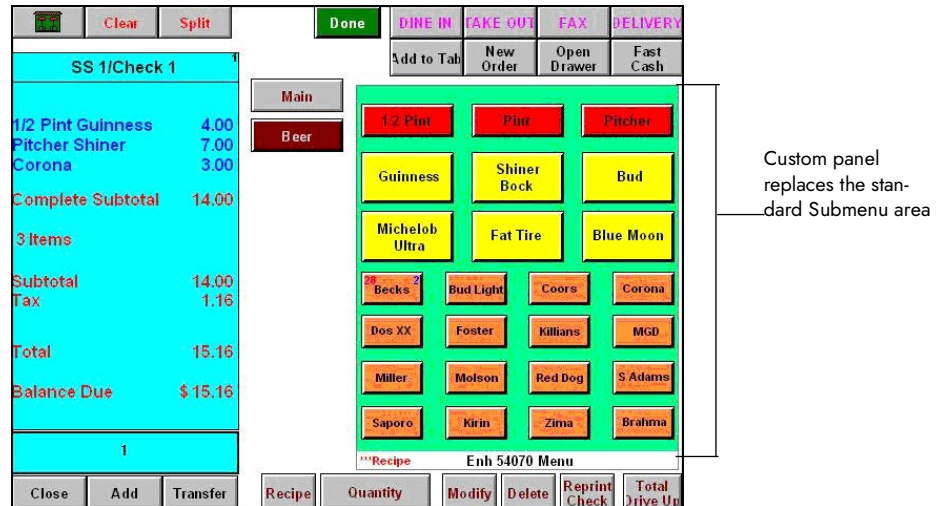 Clear Split Done DINE IN TAKE OUT FAX DELIVERY
Add to Tab New Order Open Drawer Fast Cash
SS 1/Check 1 1
Main
Beer
1/2 Pint Guinness 4.00
Pitcher Shiner 7.00
Corona 3.00
Complete Subtotal 14.00
3 Items
Subtotal 14.00
Tax 1.16
Total 15.16
Balance Due $ 15.16
1
Close Add Transfer
1/2 Pint Pint Pitcher
Guinness Shiner Bock Bud
Michelob Ultra Fat Tire Blue Moon
28 Becks 2 Bud Light Coors Corona
Dos XX Foster Killians MGD
Miller Molson Red Dog S Adams
Saporo Kirin Zima Brahma
***Recipe Enh 54070 Menu
Recipe Quantity Modify Delete Reprint Check Total Drive Up
Custom panel
replaces the stan-
dard Submenu area